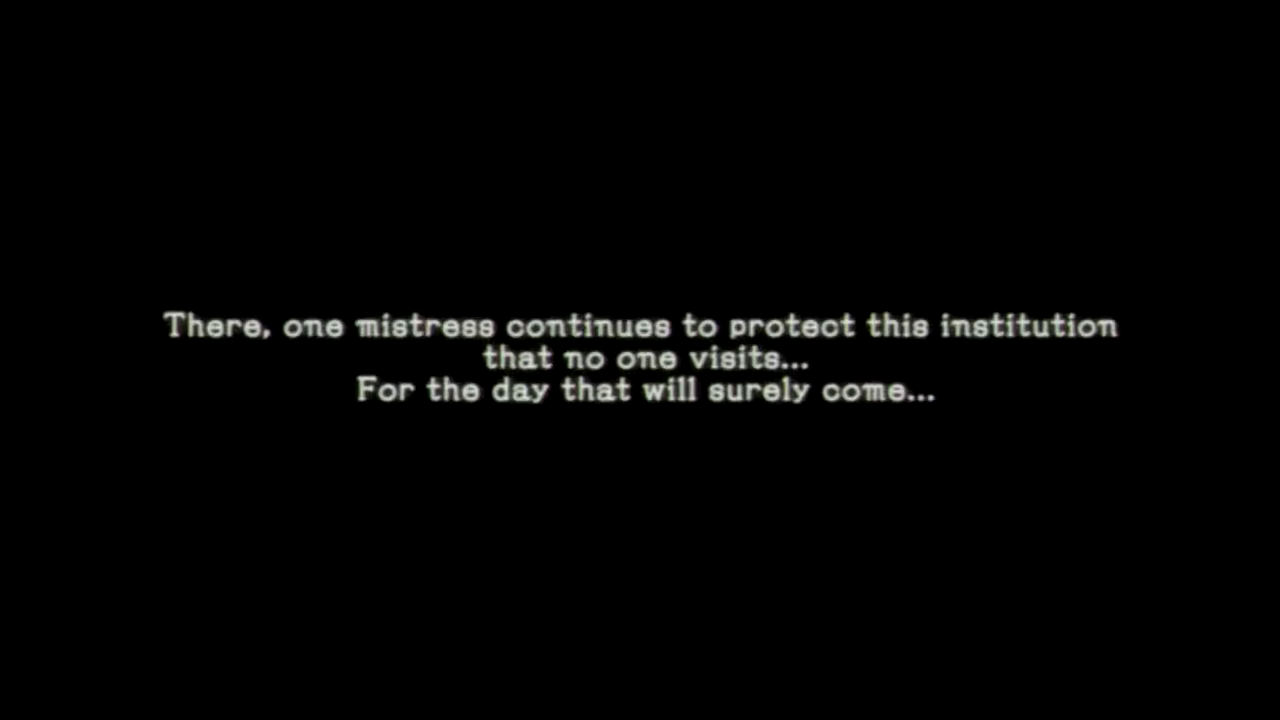 There, one mistress continues to protect this institution
that no one visits...
For the day that will surely come...